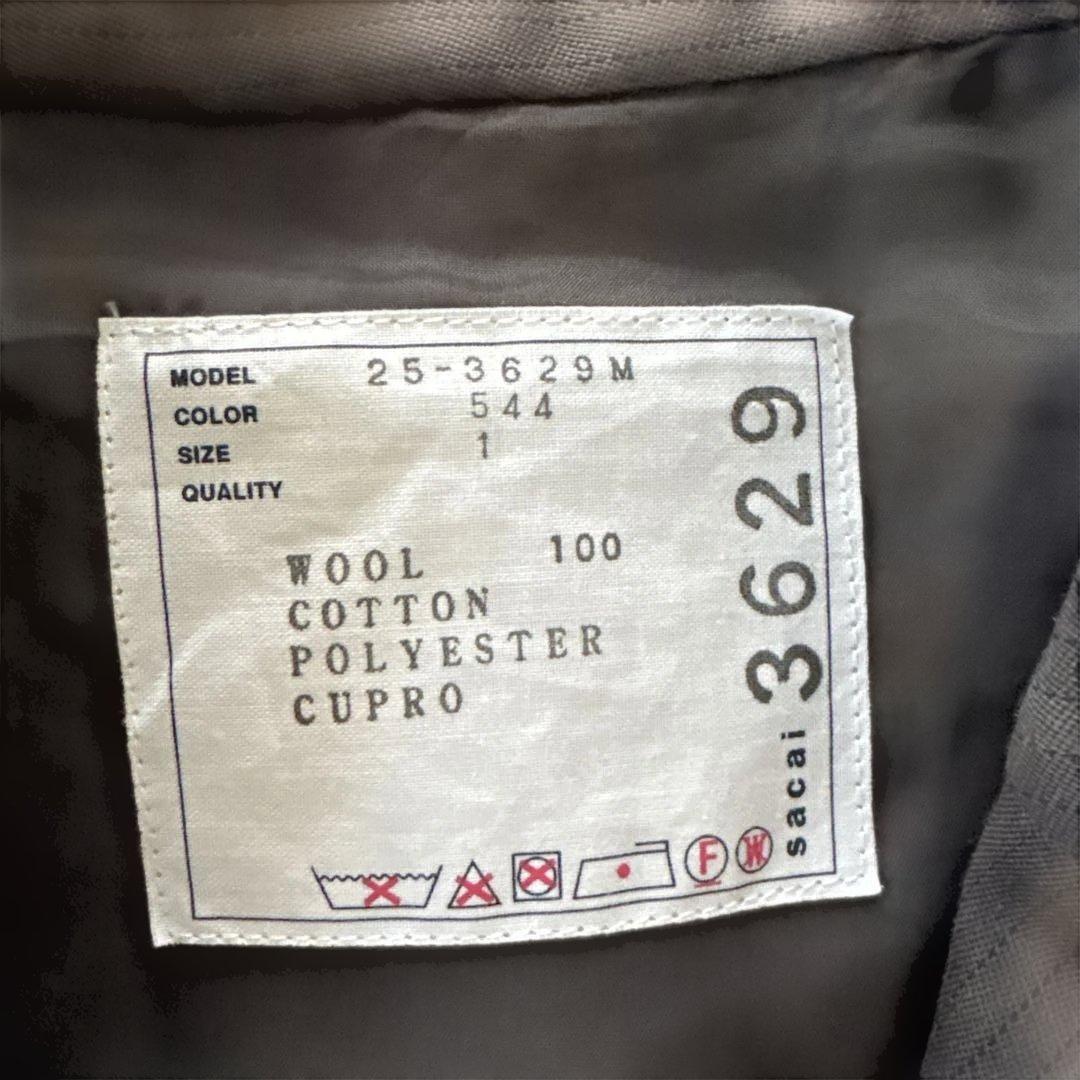 MODEL 25-3629M
COLOR 544
SIZE 1
QUALITY
WOOL 100
COTTON
POLYESTER
CUPRO
sacai 3629
F W